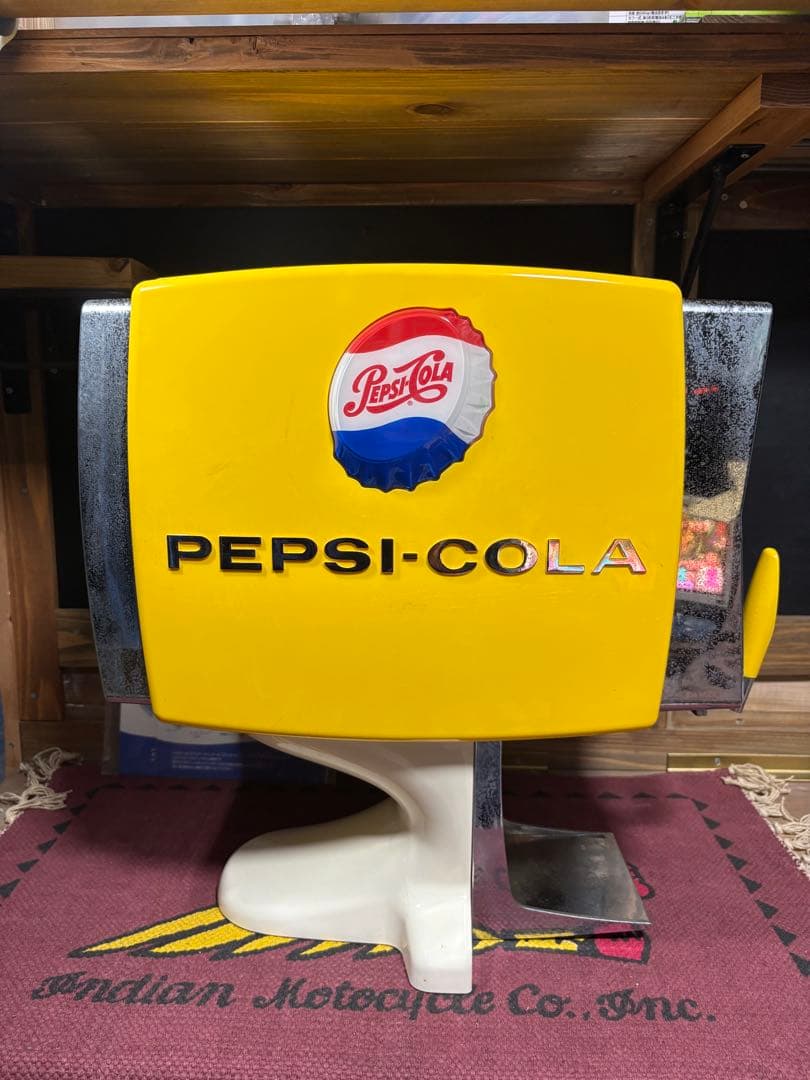 PEPSI-COLA
PEPSI-COLA
Indian Motocycle Co., Inc.